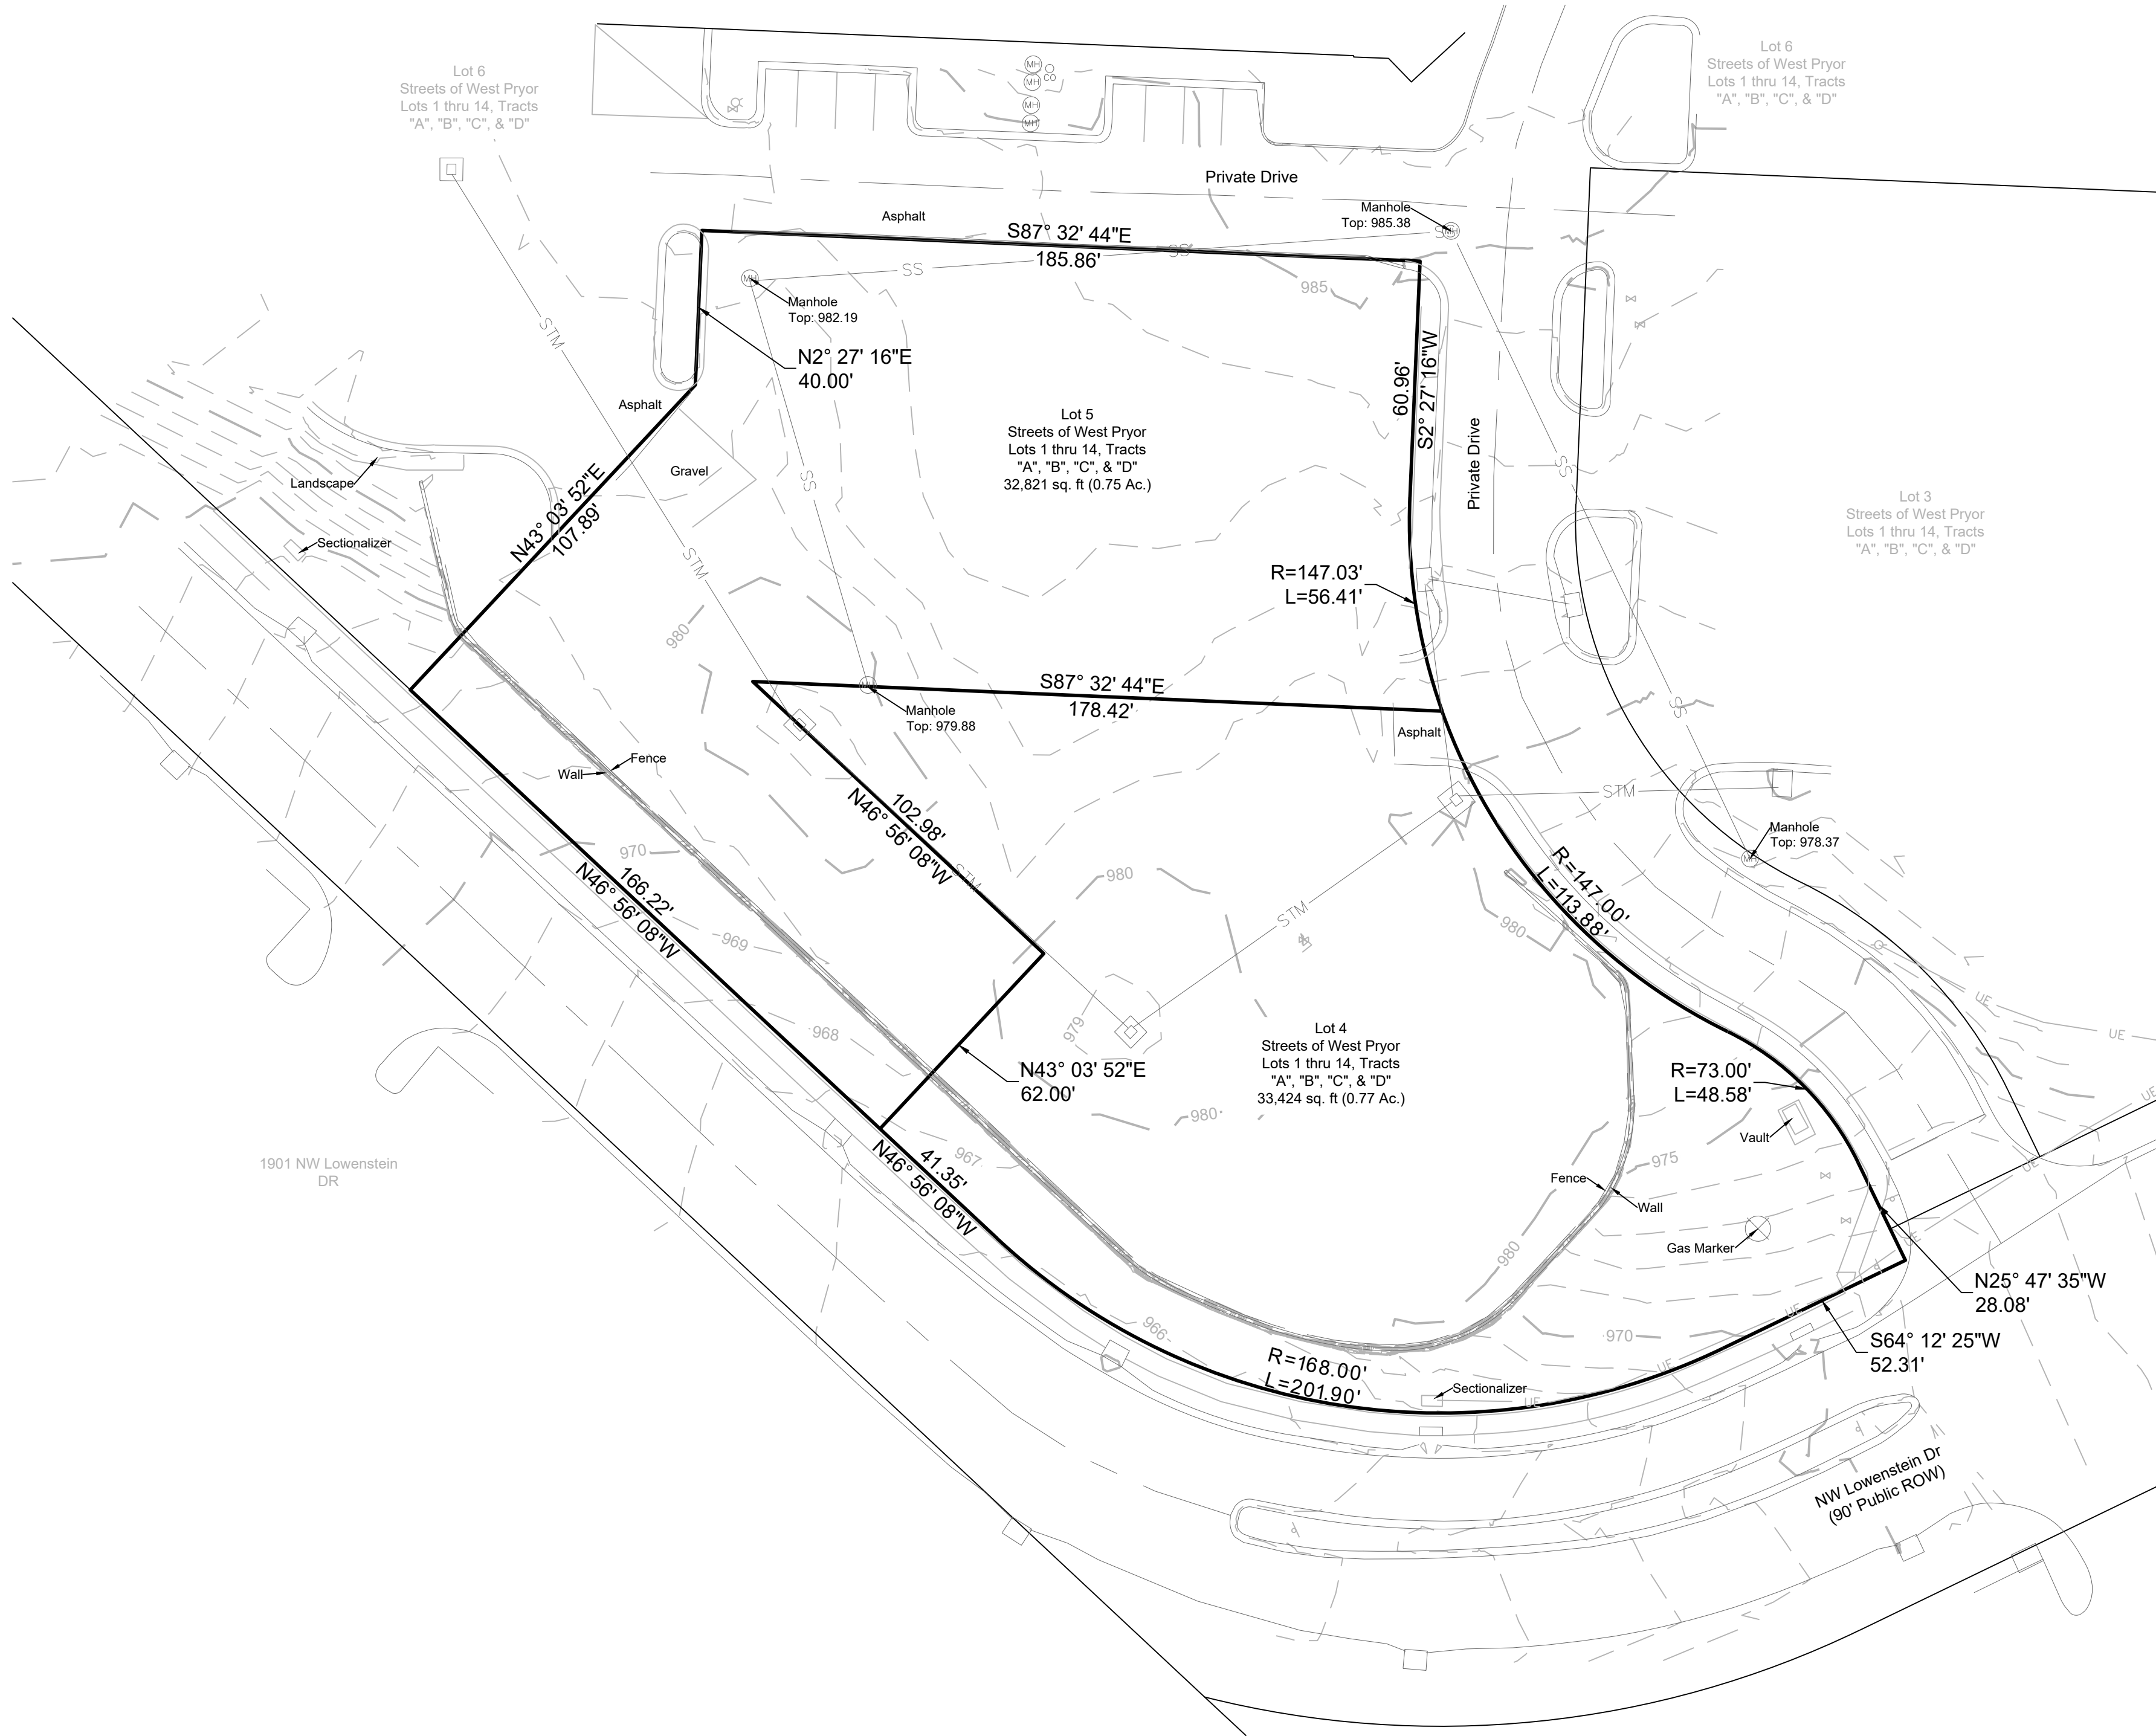 Lot 6
Streets of West Pryor
Lots 1 thru 14, Tracts
"A", "B", "C", & "D"
Lot 6
Streets of West Pryor
Lots 1 thru 14, Tracts
"A", "B", "C", & "D"
MH
CO
MH
MH
MH
Private Drive
Asphalt
Manhole
Top: 985.38
MH
S87° 32' 44"E
185.86'
SS
SS
SS
985
MH
Manhole
Top: 982.19
STM
N2° 27' 16"E
40.00'
60.96'
S2° 27' 16"W
Private Drive
Asphalt
Lot 5
Streets of West Pryor
Lots 1 thru 14, Tracts
"A", "B", "C", & "D"
32,821 sq. ft (0.75 Ac.)
Gravel
SS
SS
Landscape
N43° 03' 52"E
107.89'
Lot 3
Streets of West Pryor
Lots 1 thru 14, Tracts
"A", "B", "C", & "D"
Sectionalizer
STM
R=147.03'
L=56.41'
980
S87° 32' 44"E
178.42'
MH
Manhole
Top: 979.88
SS
Asphalt
Fence
Wall
STM
102.98'
N46° 56' 08"W
Manhole
Top: 978.37
MH
970
166.22'
N46° 56' 08"W
STM
980
R=147.00'
L=113.88'
STM
980
969
968
979
UE
UE
Lot 4
Streets of West Pryor
Lots 1 thru 14, Tracts
"A", "B", "C", & "D"
33,424 sq. ft (0.77 Ac.)
N43° 03' 52"E
62.00'
R=73.00'
L=48.58'
UE
980
Vault
967
975
41.35'
N46° 56' 08"W
1901 NW Lowenstein
DR
UE
Fence
Wall
Gas Marker
980
UE
N25° 47' 35"W
28.08'
966
970
UE
S64° 12' 25"W
52.31'
R=168.00'
L=201.90'
UE
Sectionalizer
UE
NW Lowenstein Dr
(90' Public ROW)